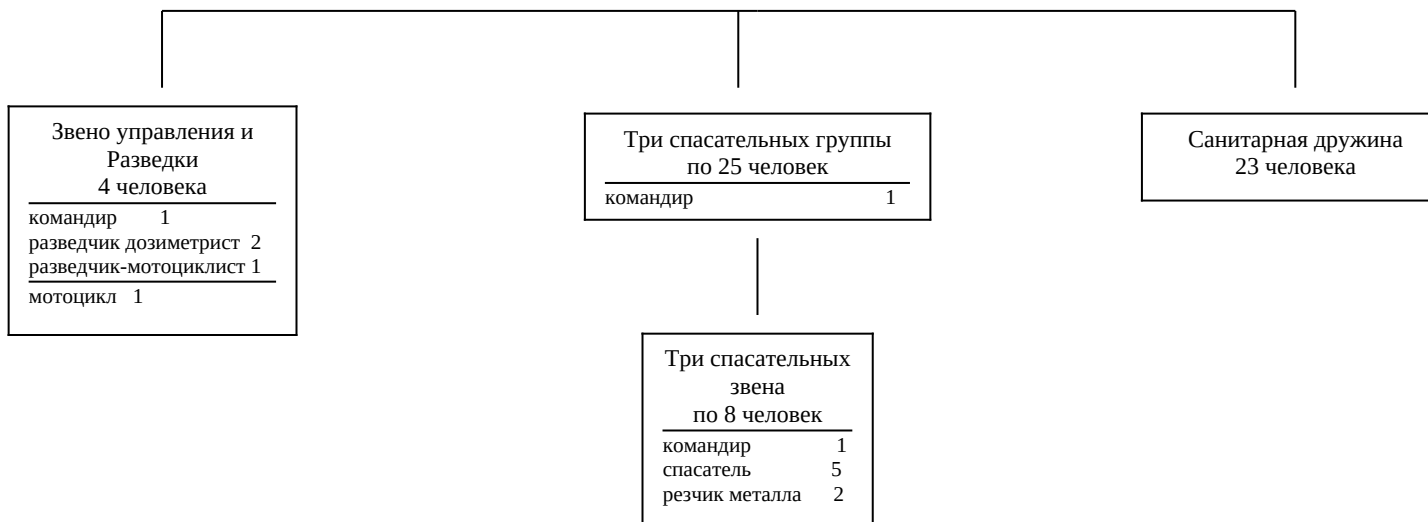 Звено управления и
Разведки
4 человека
командир 1
разведчик дозиметрист 2
разведчик-мотоциклист 1
мотоцикл 1
Три спасательных группы
по 25 человек
командир 1
Три спасательных
звена
по 8 человек
командир 1
спасатель 5
резчик металла 2
Санитарная дружина
23 человека